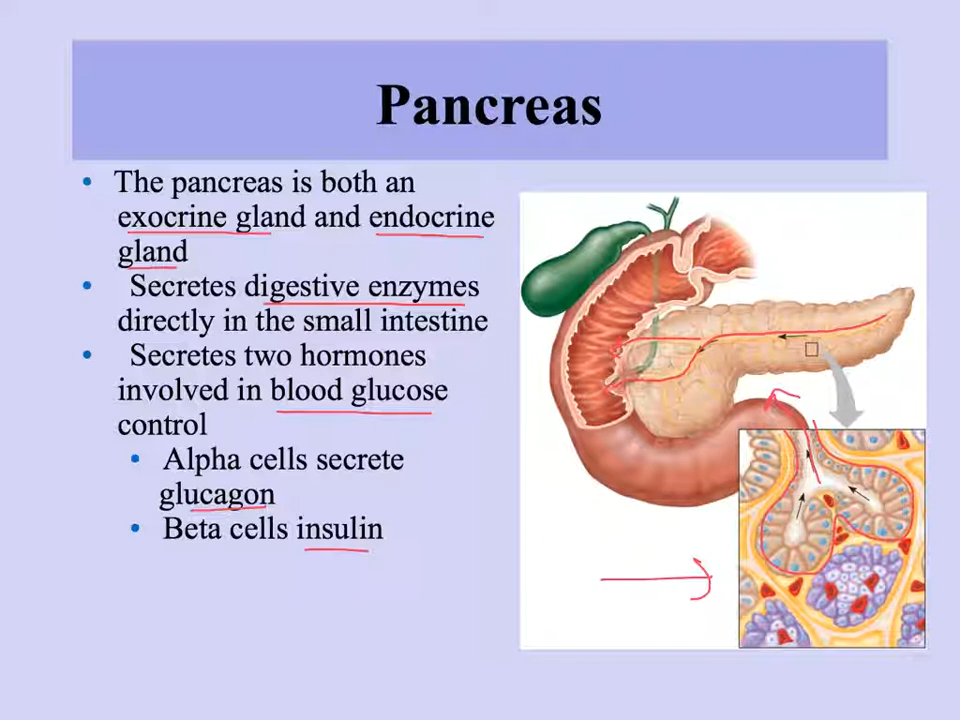 Pancreas
• The pancreas is both an
exocrine gland and endocrine
gland
• Secretes digestive enzymes
directly in the small intestine
• Secretes two hormones
involved in blood glucose
control
• Alpha cells secrete
glucagon
• Beta cells insulin